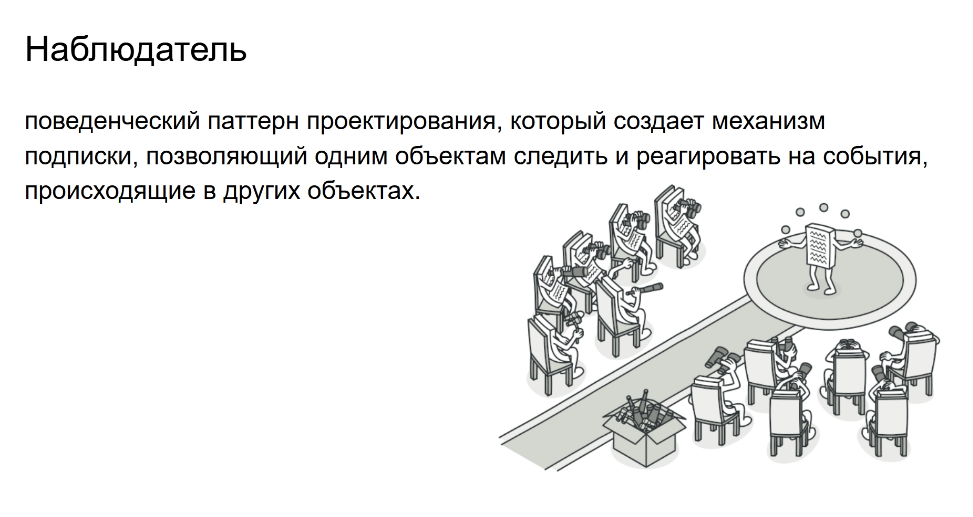 Наблюдатель
поведенческий паттерн проектирования, который создает механизм
подписки, позволяющий одним объектам следить и реагировать на события,
происходящие в других объектах.